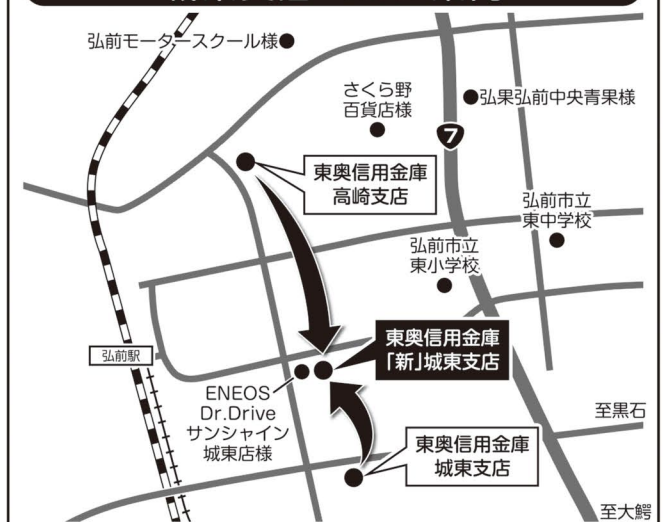 弘前モータースクール様
さくら野
百貨店様
弘果弘前中央青果様
7
東奥信用金庫
高崎支店
弘前市立
東中学校
弘前市立
東小学校
東奥信用金庫
「新」城東支店
弘前駅
ENEOS
Dr.Drive
サンシャイン
城東店様
至黒石
東奥信用金庫
城東支店
至大鰐